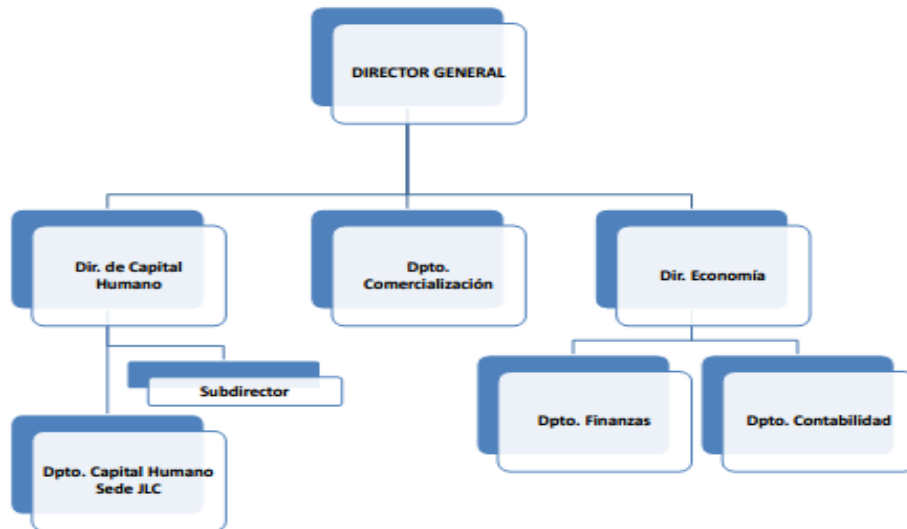 DIRECTOR GENERAL
Dir. de Capital
Humano
Dpto.
Comercialización
Dir. Economía
Subdirector
Dpto. Finanzas
Dpto. Contabilidad
Dpto. Capital Humano
Sede JLC